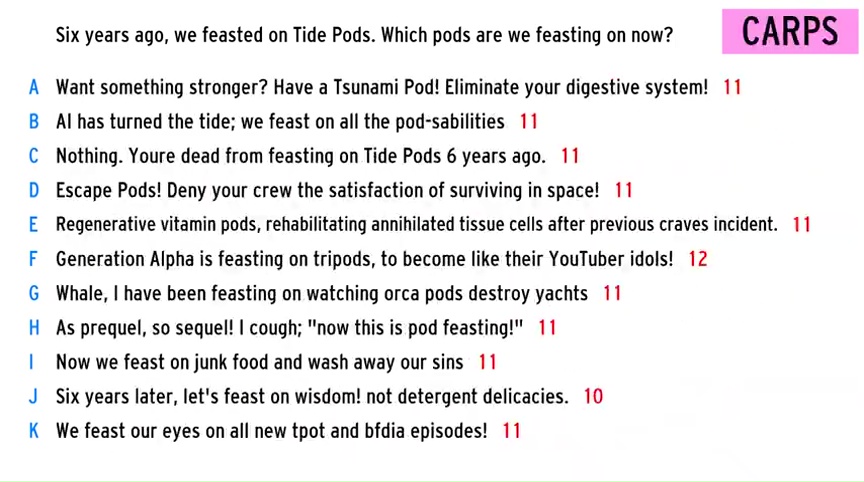 Six years ago, we feasted on Tide Pods. Which pods are we feasting on now?
CARPS
A Want something stronger? Have a Tsunami Pod! Eliminate your digestive system! 11
B AI has turned the tide; we feast on all the pod-sabilities 11
C Nothing. Youre dead from feasting on Tide Pods 6 years ago. 11
D Escape Pods! Deny your crew the satisfaction of surviving in space! 11
E Regenerative vitamin pods, rehabilitating annihilated tissue cells after previous craves incident. 11
F Generation Alpha is feasting on tripods, to become like their YouTuber idols! 12
G Whale, I have been feasting on watching orca pods destroy yachts 11
H As prequel, so sequel! I cough; "now this is pod feasting!" 11
I Now we feast on junk food and wash away our sins 11
J Six years later, let's feast on wisdom! not detergent delicacies. 10
K We feast our eyes on all new tpot and bfdia episodes! 11